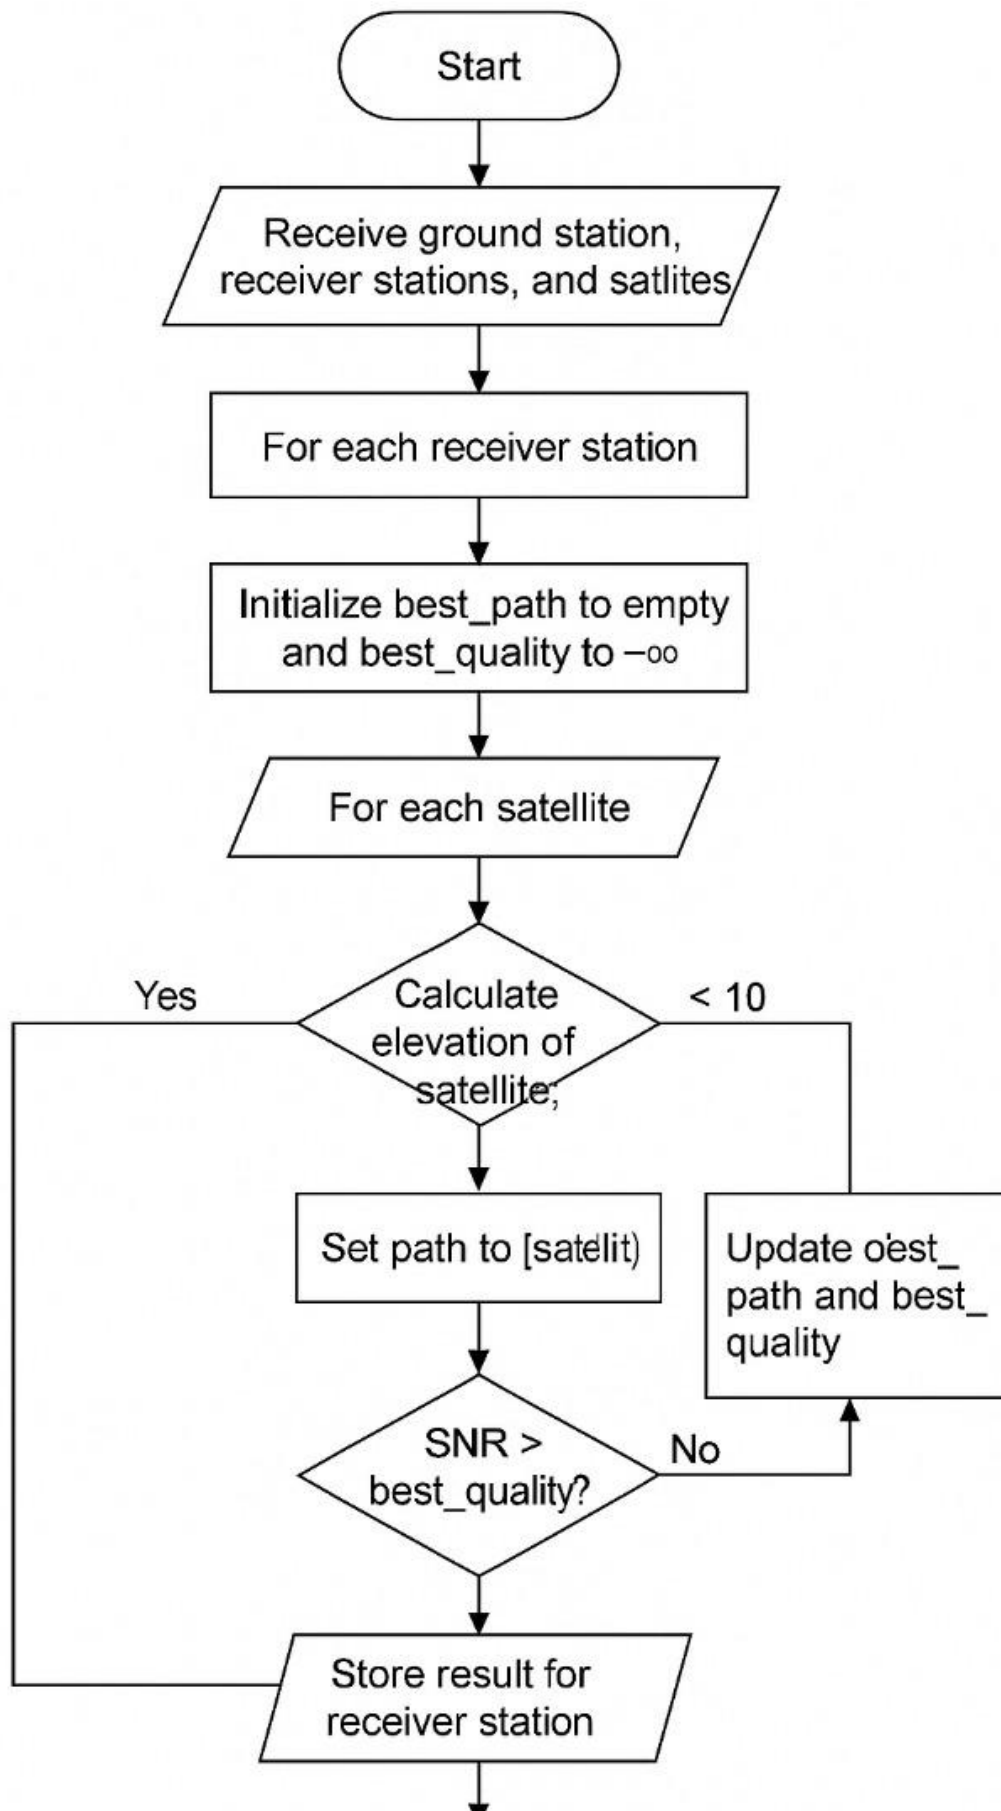 Start
Receive ground station,
receiver stations, and satlites
For each receiver station
Initialize best_path to empty
and best_quality to –oo
For each satellite
Yes
Calculate
elevation of
satellite;
< 10
Set path to [satelit)
Update o'est_
path and best_
quality
SNR >
best_quality?
No
Store result for
receiver station